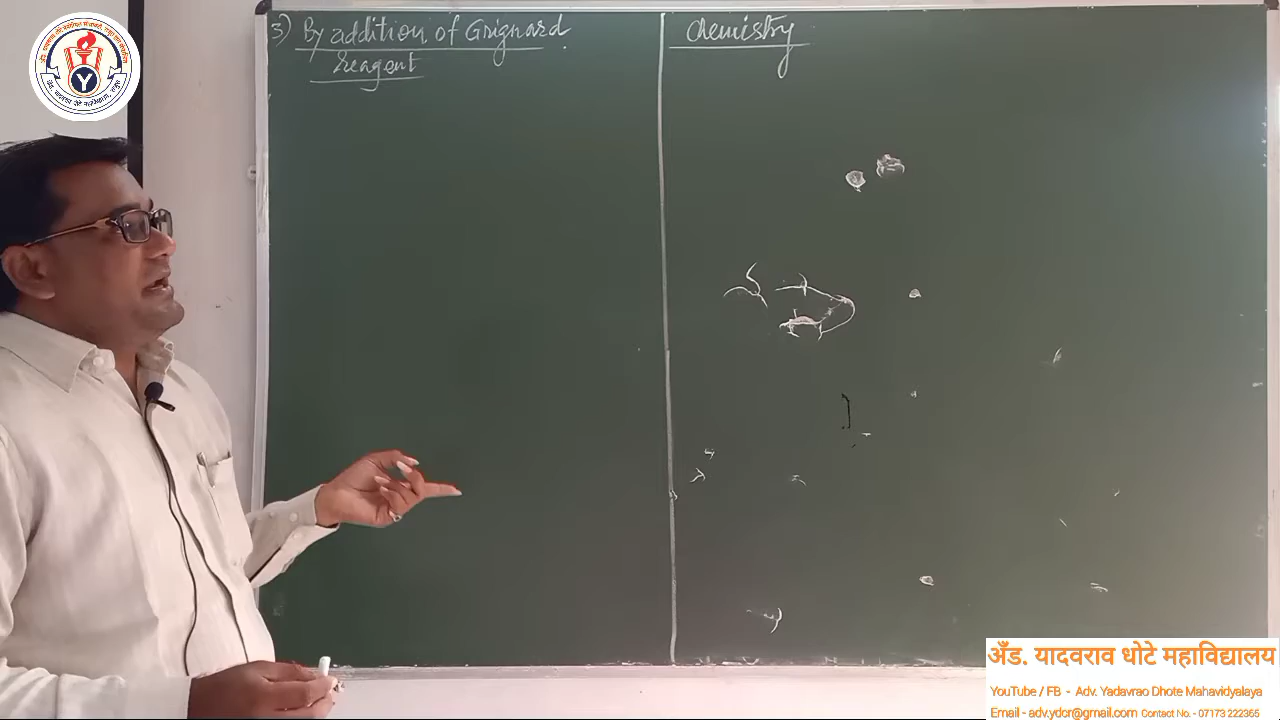 3) By addition of Grignard
reagent
Chemistry
Y
अँड. यादवराव धोटे महाविद्यालय
YouTube / FB - Adv. Yadavrao Dhote Mahavidyalaya
Email - adv.ydcr@gmail.com Contact No. - 07173 222365